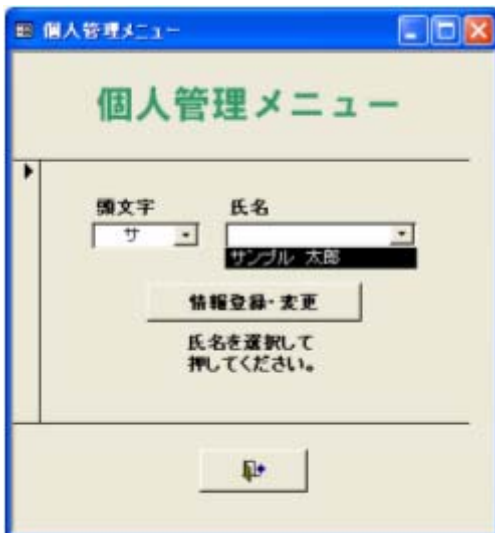 個人管理メニュー
個人管理メニュー
頭文字 氏名
サ
サンプル 太郎
情報登録・変更
氏名を選択して
押してください。